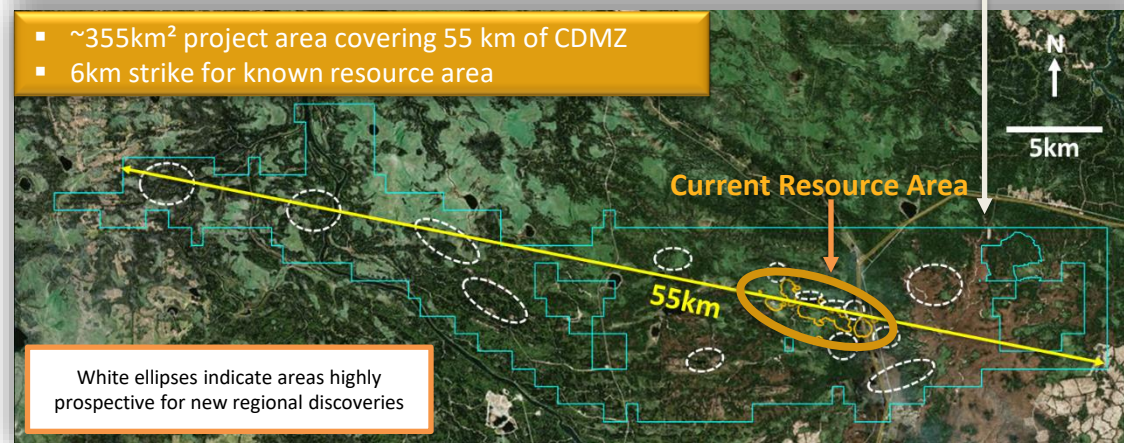 ~355km² project area covering 55 km of CDMZ
6km strike for known resource area
N
5km
Current Resource Area
55km
White ellipses indicate areas highly
prospective for new regional discoveries